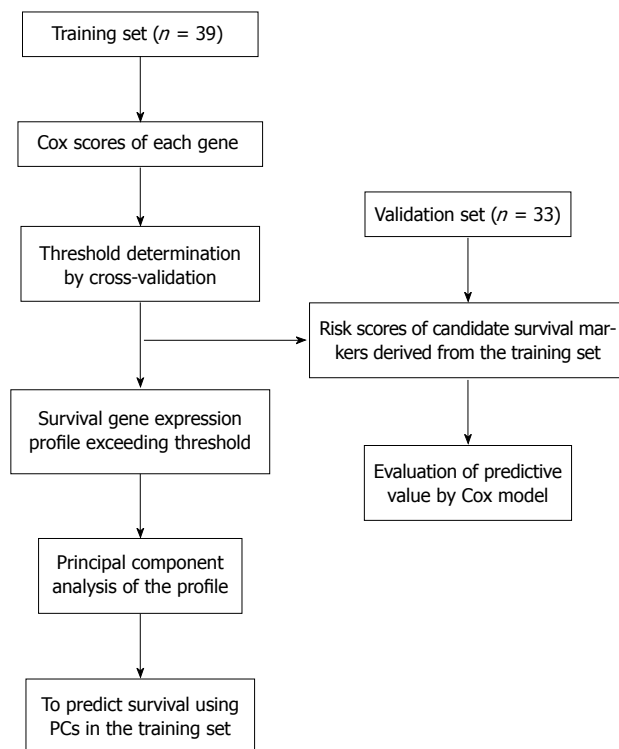 Training set (n = 39)
Cox scores of each gene
Threshold determination
by cross-validation
Survival gene expression
profile exceeding threshold
Principal component
analysis of the profile
To predict survival using
PCs in the training set
Validation set (n = 33)
Risk scores of candidate survival mar-
kers derived from the training set
Evaluation of predictive
value by Cox model